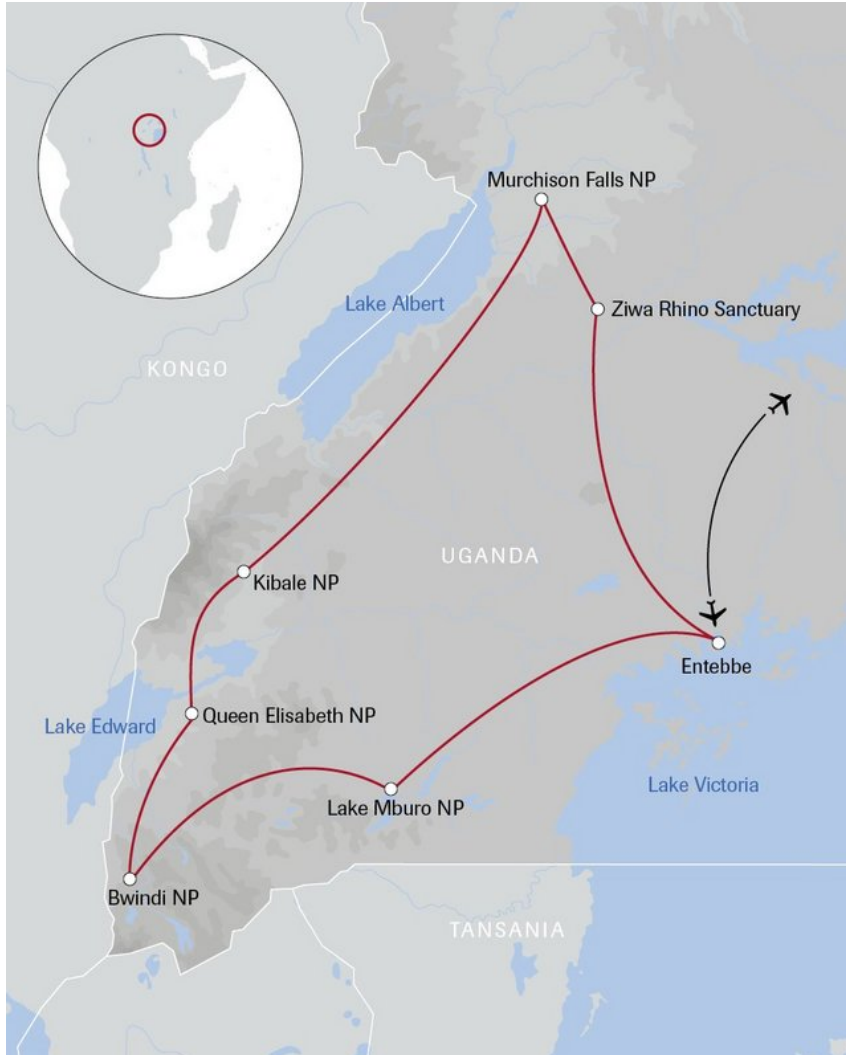 Murchison Falls NP
Lake Albert
Ziwa Rhino Sanctuary
KONGO
UGANDA
Kibale NP
Entebbe
Queen Elisabeth NP
Lake Edward
Lake Victoria
Lake Mburo NP
Bwindi NP
TANSANIA